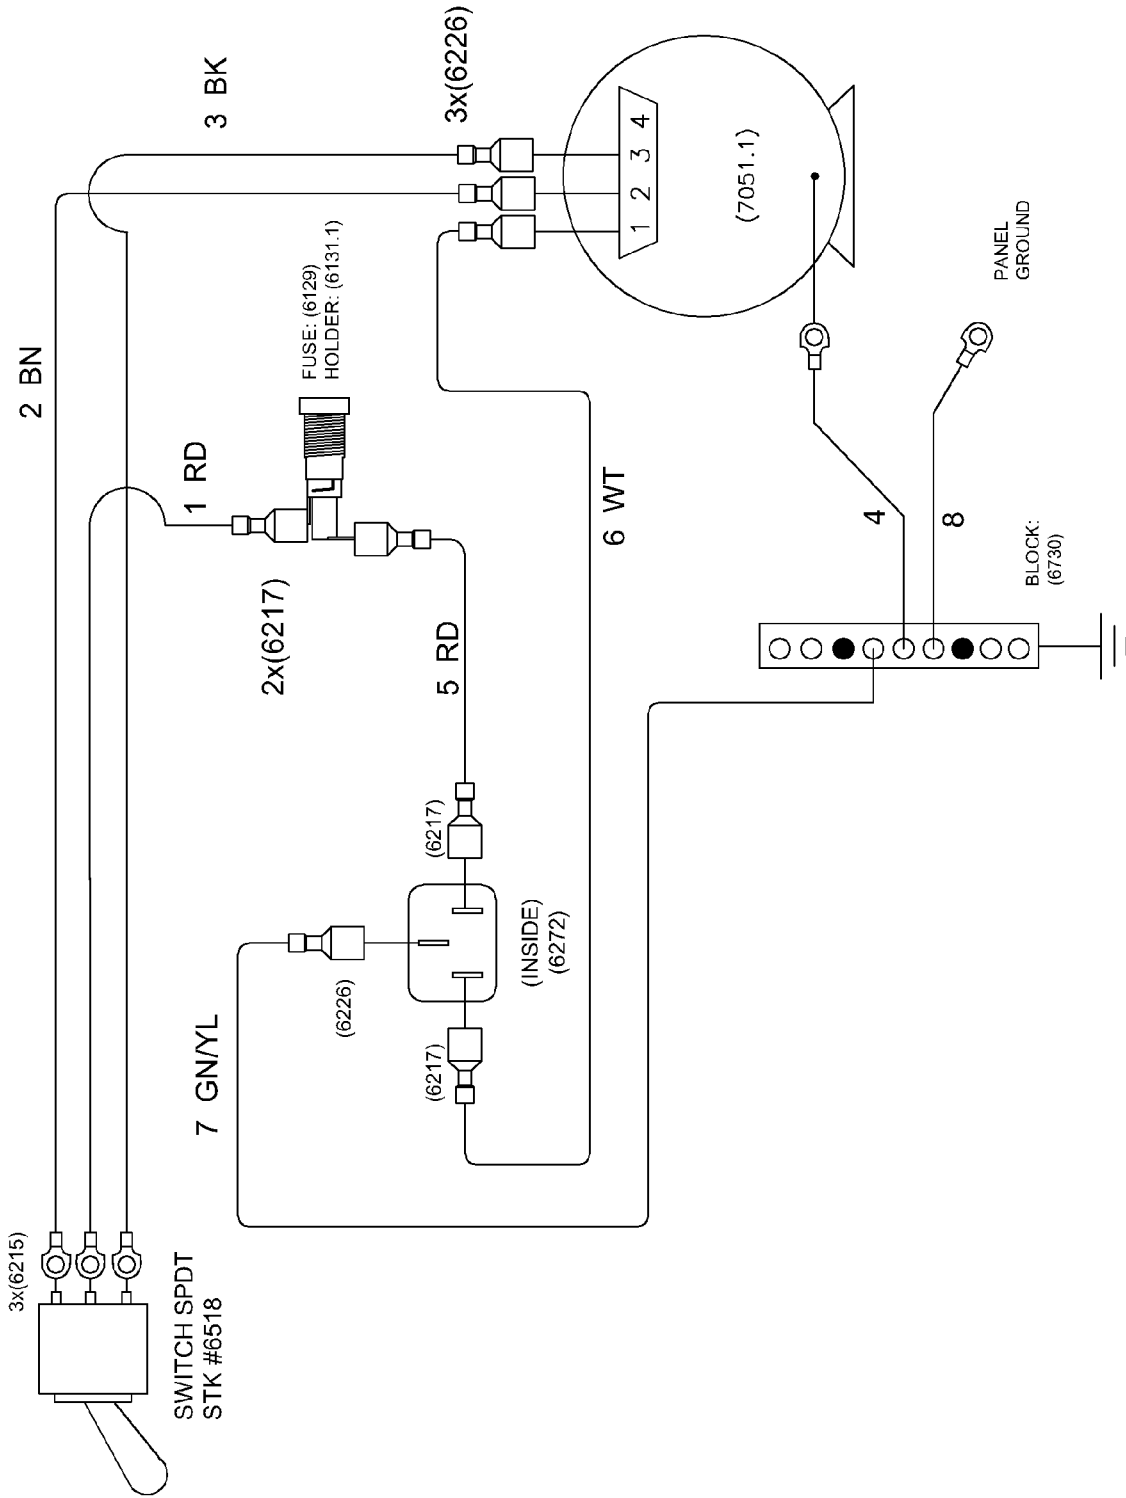 3x(6215)
SWITCH SPDT
STK #6518
2 BN
3 BK
1 RD
FUSE: (6129)
HOLDER: (6131.1)
2x(6217)
3x(6226)
1 2 3 4
(7051.1)
5 RD
6 WT
7 GN/YL
(6226)
(6217)
(6217)
(INSIDE)
(6272)
4
8
PANEL
GROUND
BLOCK:
(6730)